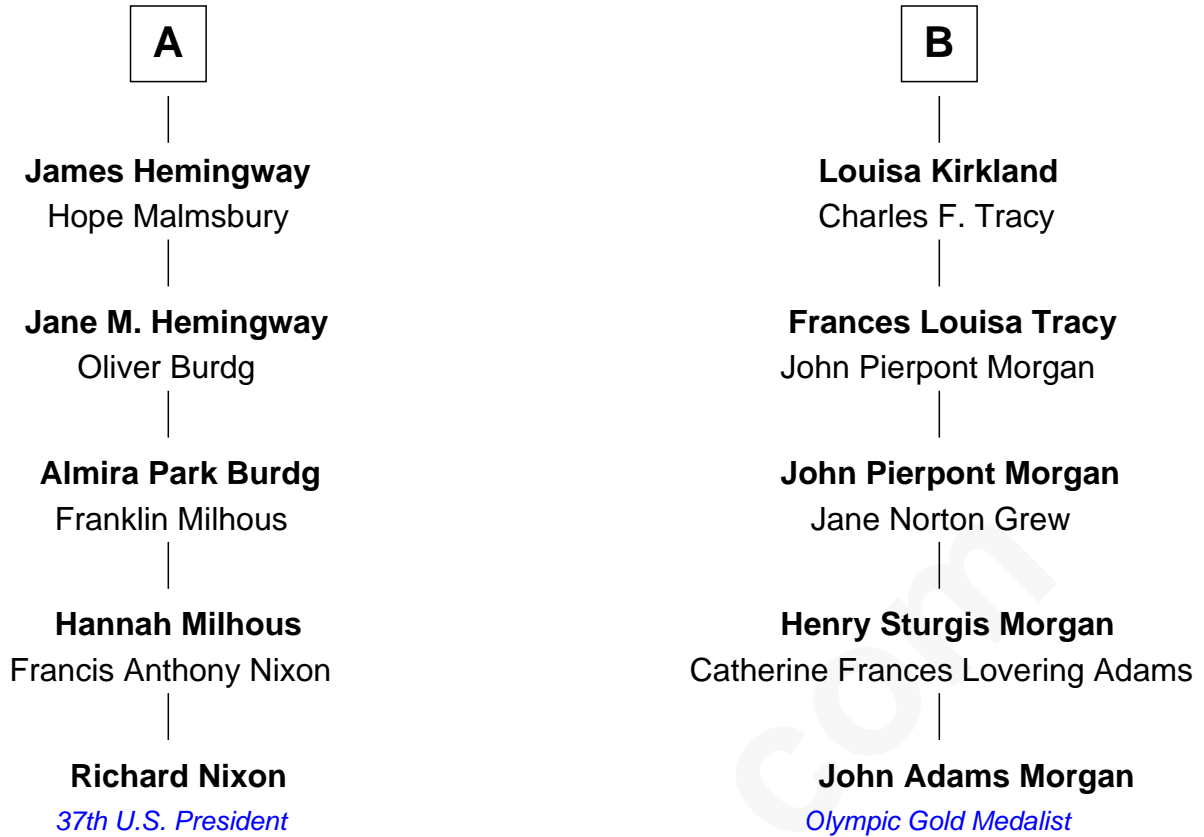 A
James Hemingway
Hope Malmsbury
Jane M. Hemingway
Oliver Burdg
Almira Park Burdg
Franklin Milhous
Hannah Milhous
Francis Anthony Nixon
Richard Nixon
37th U.S. President
B
Louisa Kirkland
Charles F. Tracy
Frances Louisa Tracy
John Pierpont Morgan
John Pierpont Morgan
Jane Norton Grew
Henry Sturgis Morgan
Catherine Frances Lovering Adams
John Adams Morgan
Olympic Gold Medalist
com